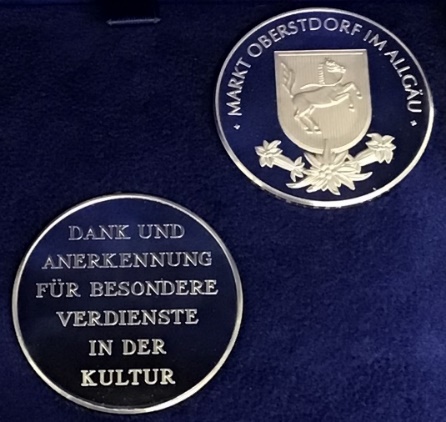 • MARKT OBERSTDORF IM ALLGÄU •
DANK UND
ANERKENNUNG
FÜR BESONDERE
VERDIENSTE
IN DER
KULTUR